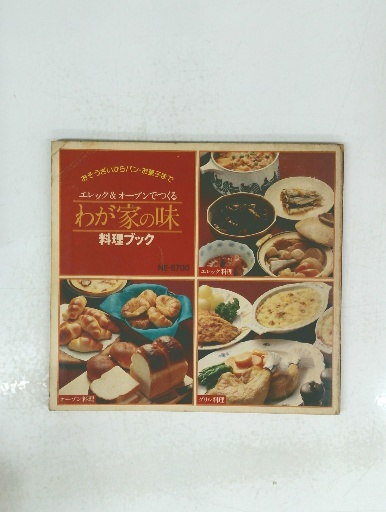 おそうざいからパン・お菓子まで
エレック&オーブンでつくる
わが家の味
料理ブック
エレック料理
オーブン料理
グリル料理